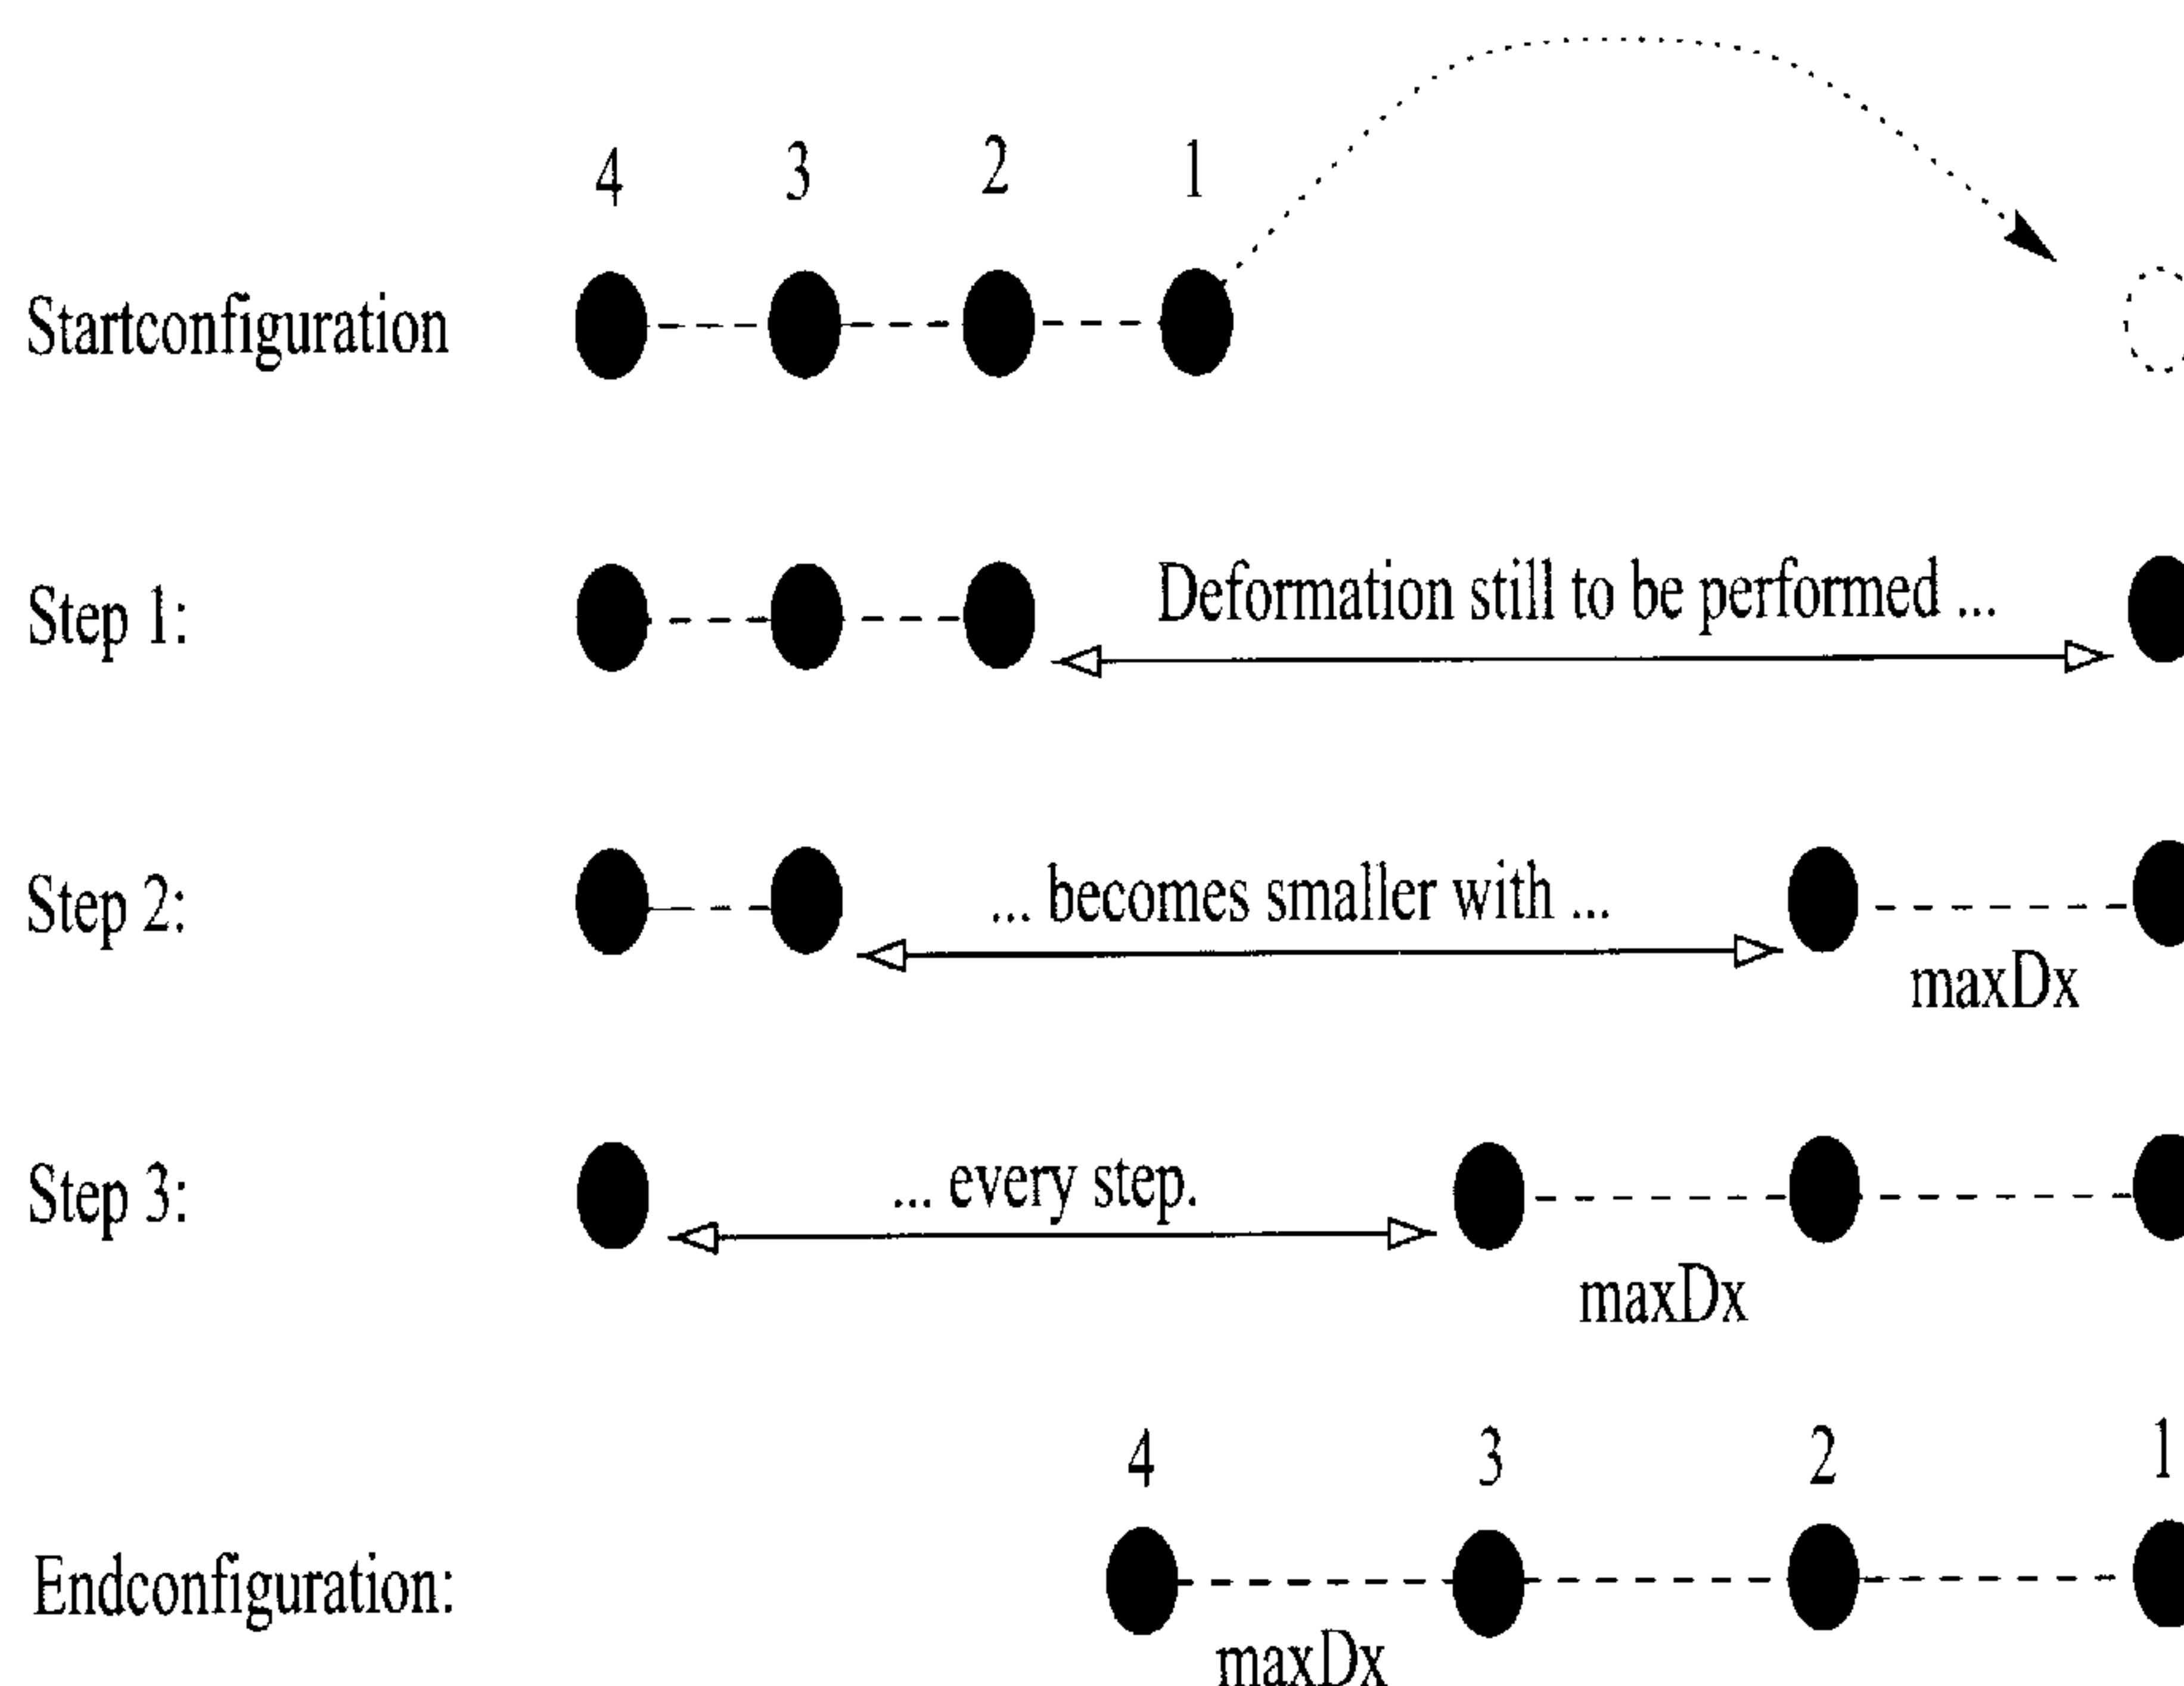 4 3 2 1
Startconfiguration
Step 1: Deformation still to be performed ...
Step 2: ... becomes smaller with ...
maxDx
Step 3: ... every step.
maxDx
4 3 2 1
Endconfiguration:
maxDx